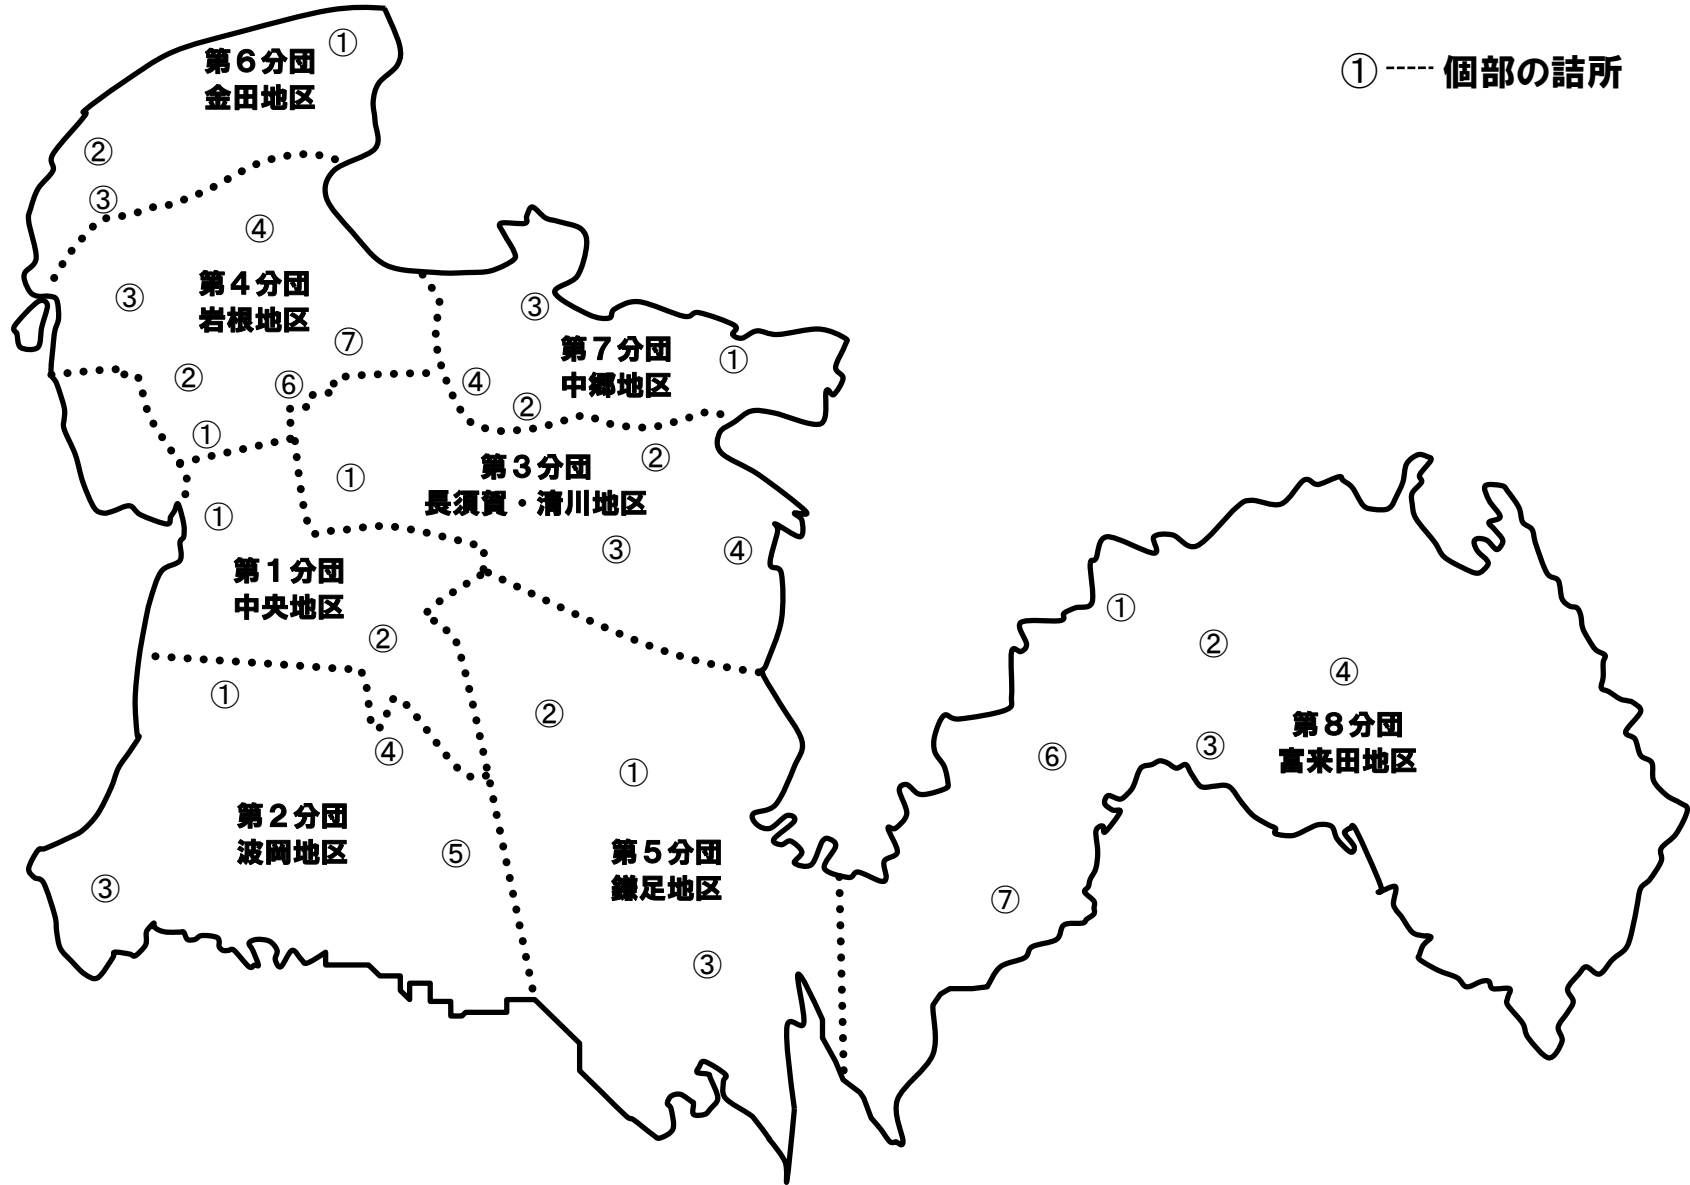 ①
第６分団
金田地区
②
③
① ----- 個部の詰所
④
③
第４分団
岩根地区
⑦
②
⑥
①
③
第７分団
中郷地区
①
④
②
①
第３分団
長須賀・清川地区
②
③
④
①
第１分団
中央地区
②
①
④
第２分団
波岡地区
⑤
③
②
①
第５分団
鎌足地区
③
①
②
④
第８分団
富来田地区
③
⑥
⑦